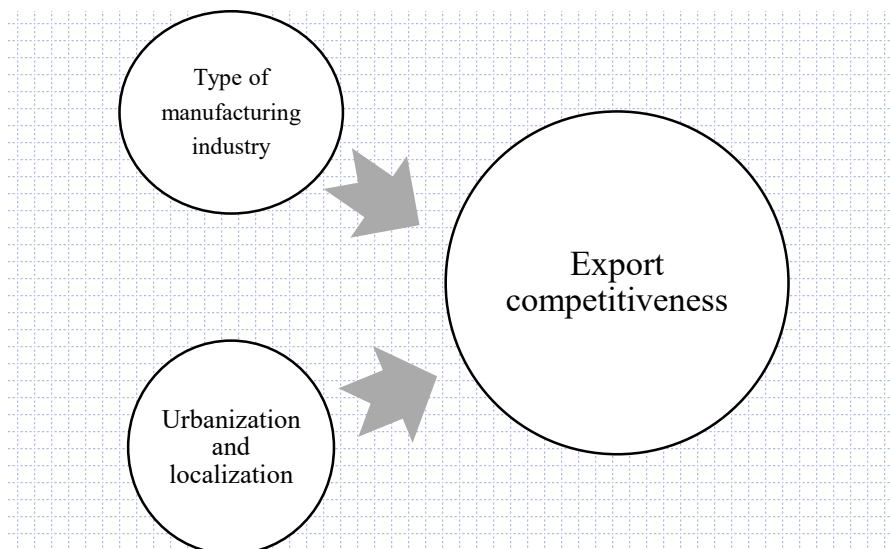 Type of
manufacturing
industry
Export
competitiveness
Urbanization
and
localization